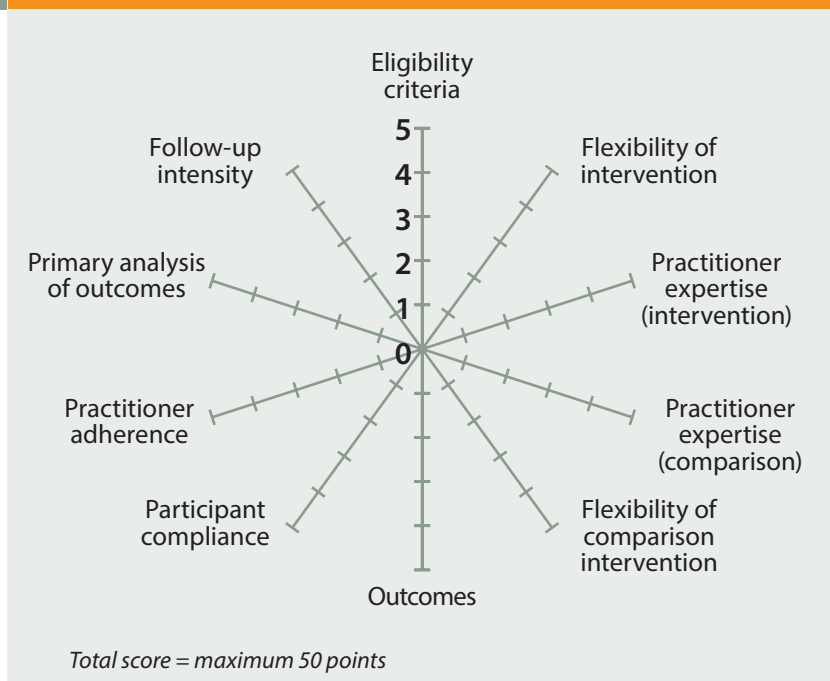 Eligibility
criteria
5
4
3
2
1
0
Flexibility of
intervention
Practitioner
expertise
(intervention)
Practitioner
expertise
(comparison)
Flexibility of
comparison
intervention
Outcomes
Participant
compliance
Practitioner
adherence
Primary analysis
of outcomes
Follow-up
intensity
Total score = maximum 50 points